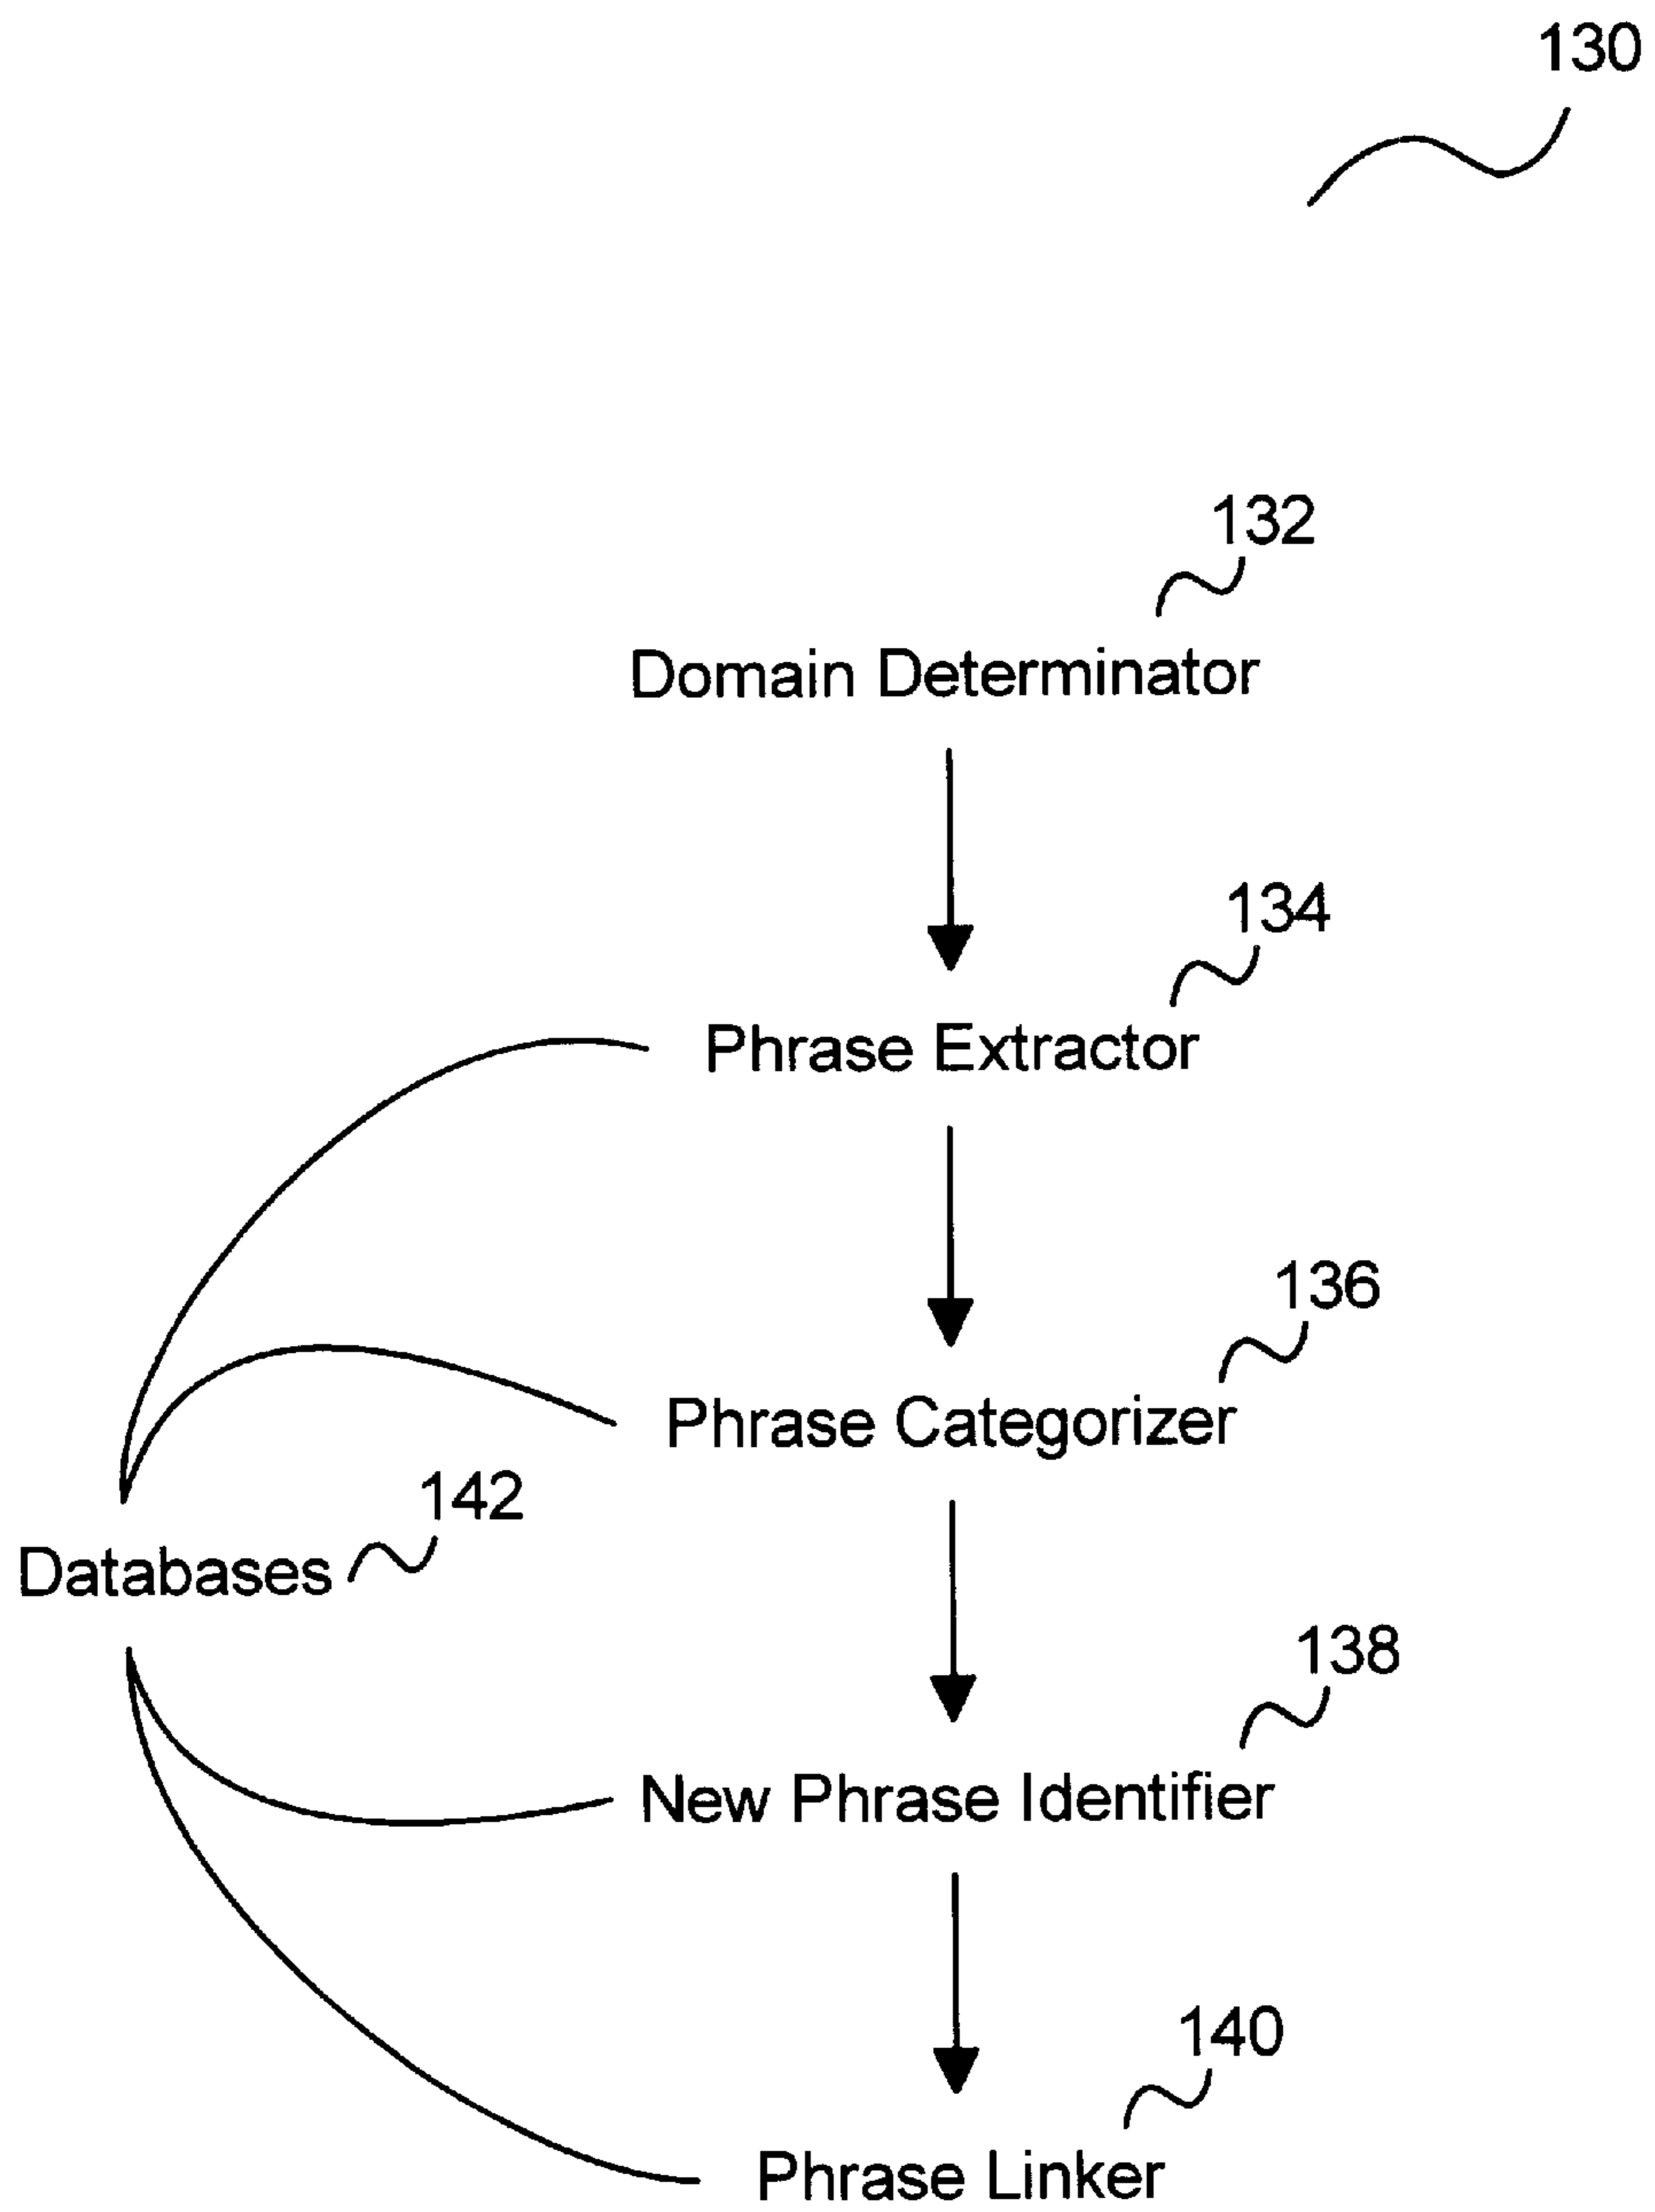 130
132
Domain Determinator
134
Phrase Extractor
136
Phrase Categorizer
142
Databases
138
New Phrase Identifier
140
Phrase Linker